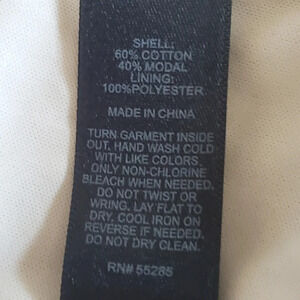 SHELL:
60% COTTON
40% MODAL
LINING:
100%POLYESTER
MADE IN CHINA
TURN GARMENT INSIDE
OUT. HAND WASH COLD
WITH LIKE COLORS.
ONLY NON-CHLORINE
BLEACH WHEN NEEDED.
DO NOT TWIST OR
WRING. LAY FLAT TO
DRY. COOL IRON ON
REVERSE IF NEEDED.
DO NOT DRY CLEAN.
RN# 55285